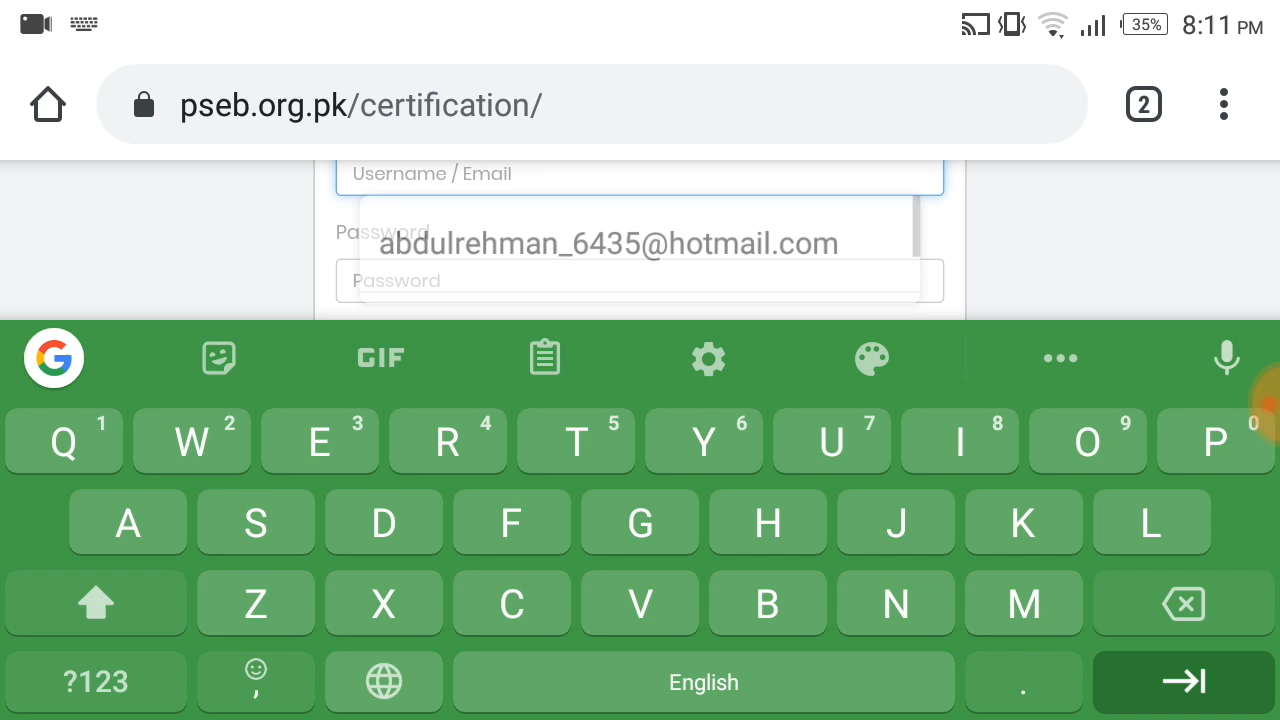 35% 8:11 PM
pseb.org.pk/certification/ 2
Username / Email
Password
abdulrehman_6435@hotmail.com
Password
G GIF
Q 1 W 2 E 3 R 4 T 5 Y 6 U 7 I 8 O 9 P 0
A S D F G H J K L
Z X C V B N M
?123 , English .